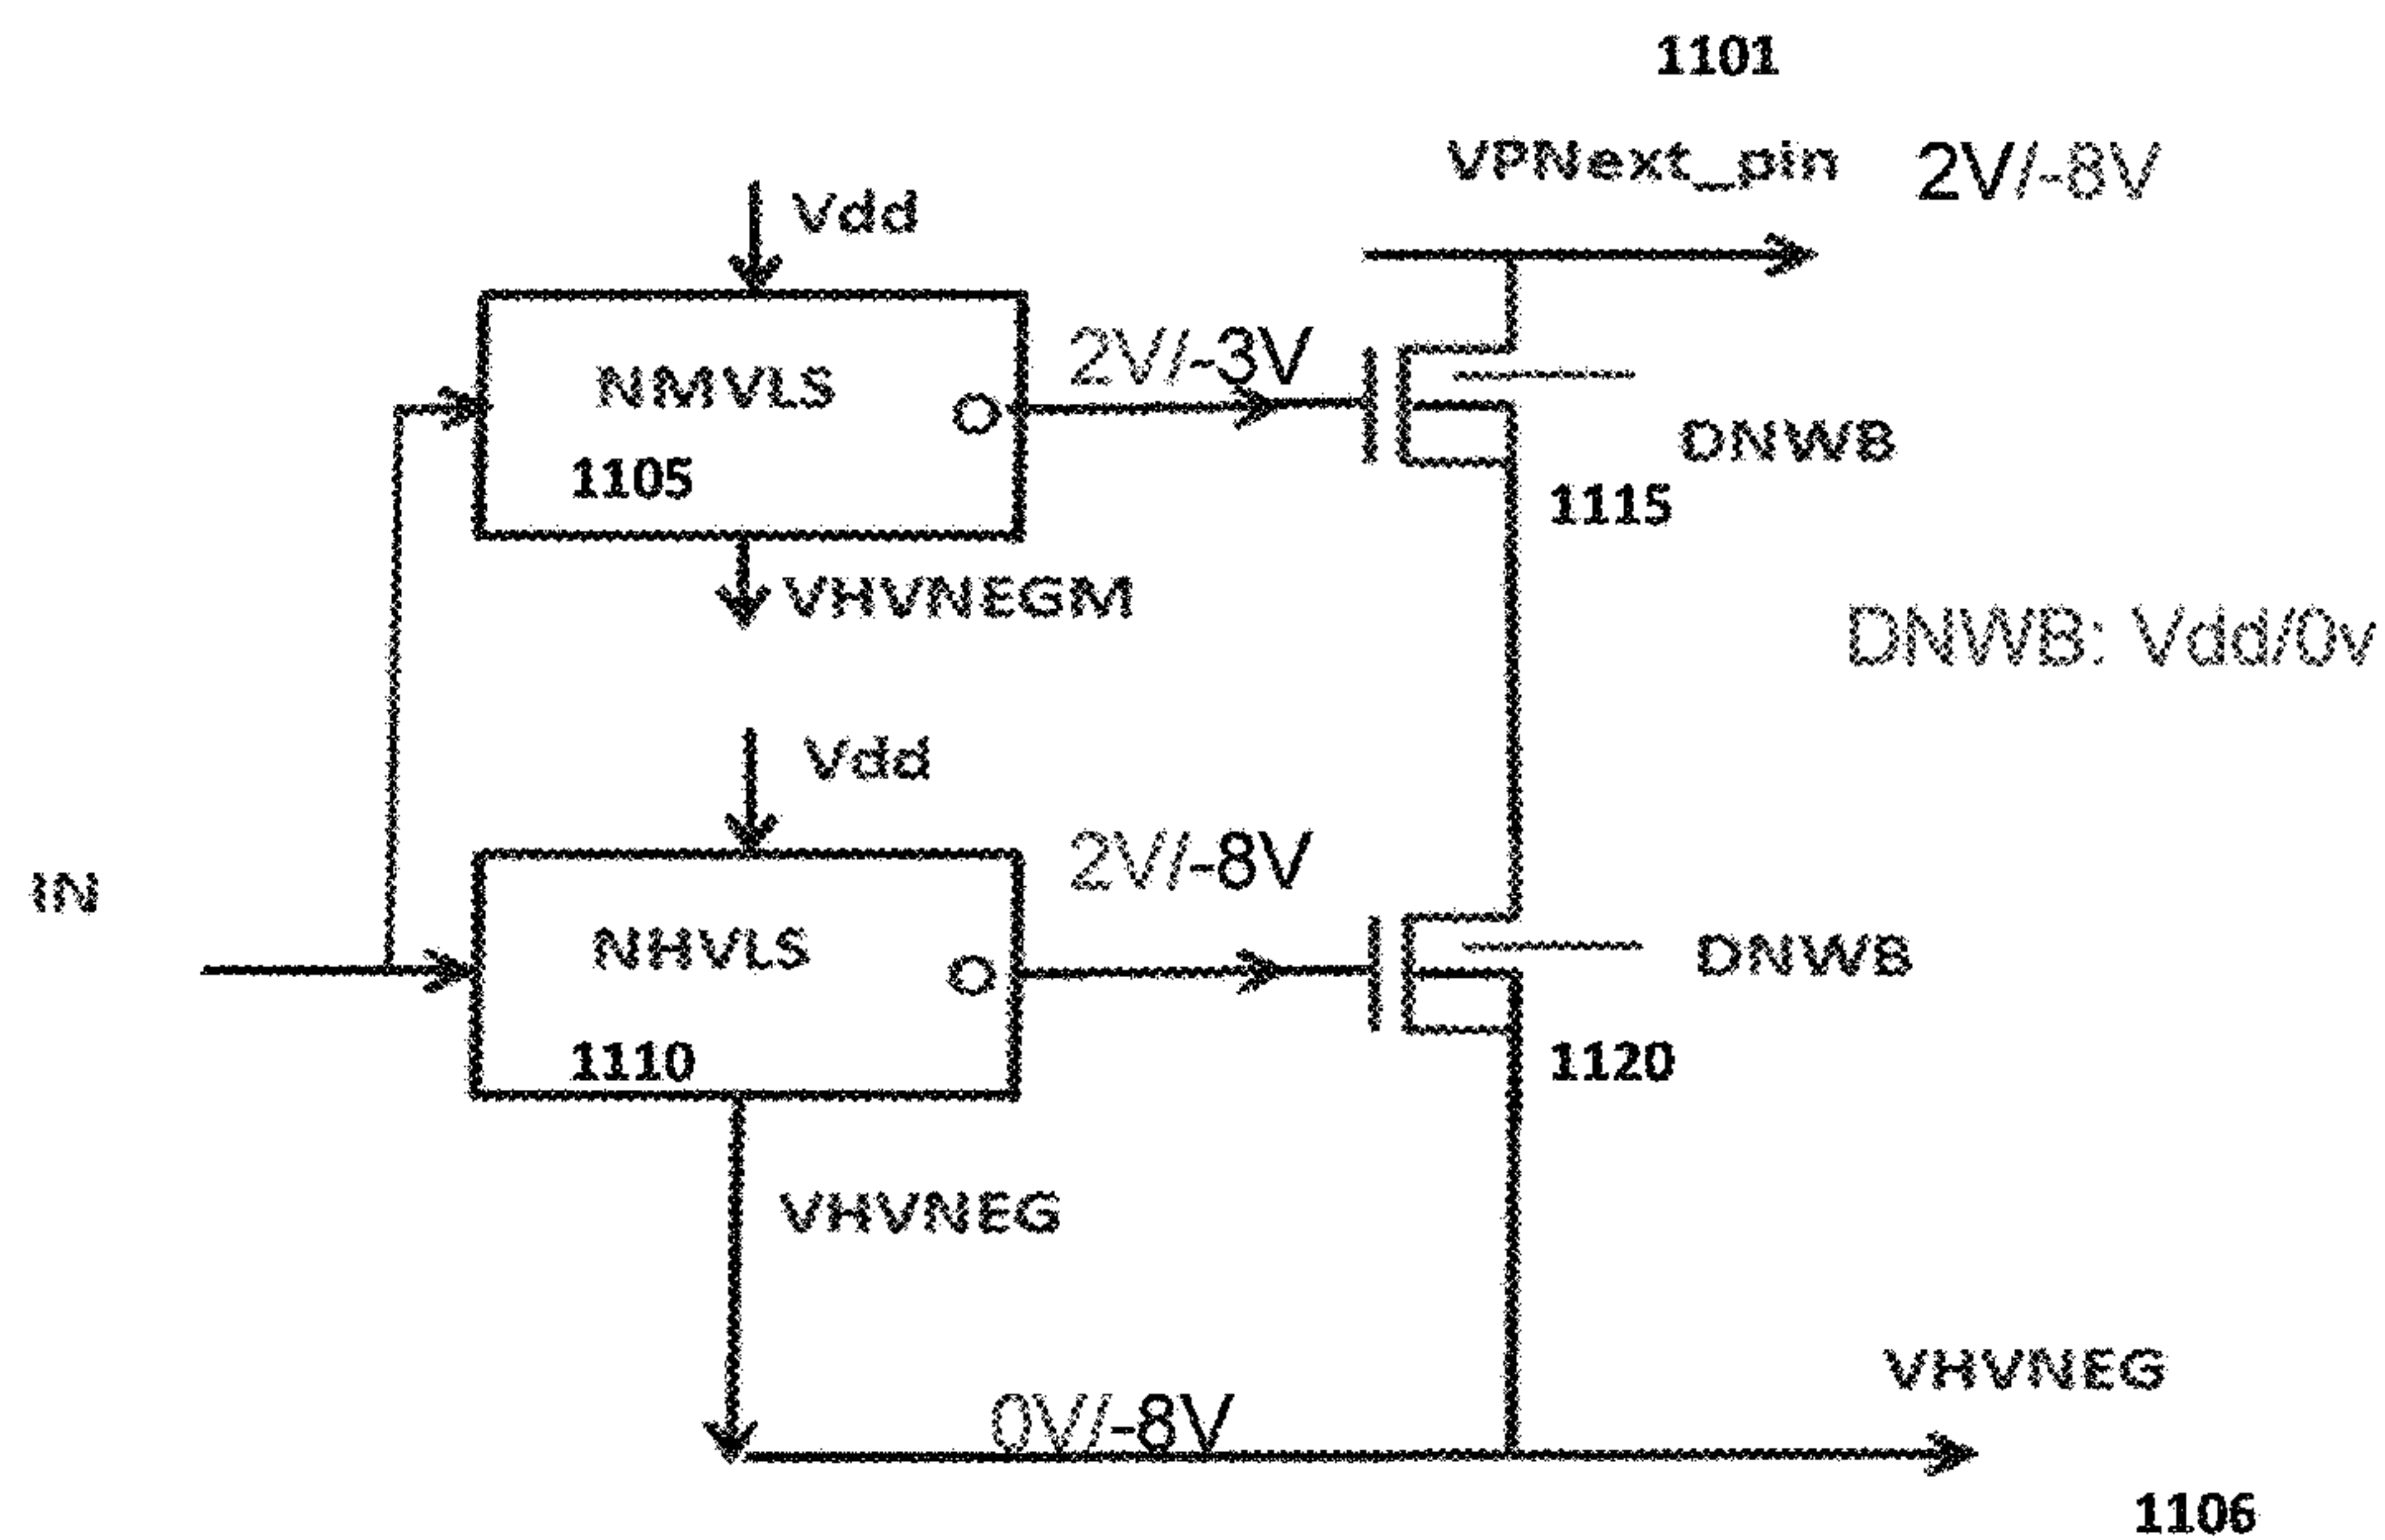 1101
VPNext_pin 2V/-8V
Vdd
NMVLS
1105
2V/-3V
DNWB
1115
VHVNEGM
DNWB: Vdd/0v
Vdd
IN
NHVLS
1110
2V/-8V
DNWB
1120
VHVNEG
0V/-8V
VHVNEG
1106